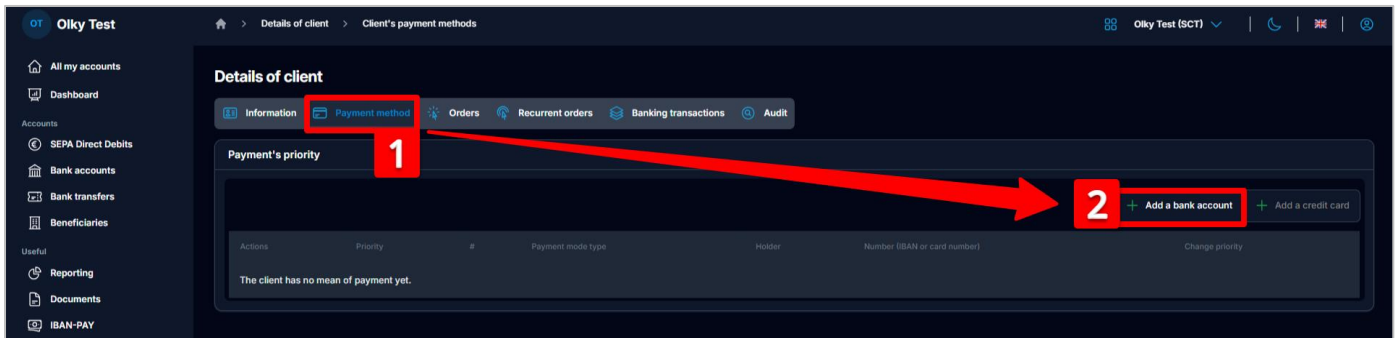 OT Olky Test
Details of client > Client's payment methods
Olky Test (SCT)
All my accounts
Dashboard
Accounts
SEPA Direct Debits
Bank accounts
Bank transfers
Beneficiaries
Useful
Reporting
Documents
IBAN-PAY
Details of client
Information Payment method Orders Recurrent orders Banking transactions Audit
1
Payment's priority
2
+ Add a bank account + Add a credit card
Actions Priority # Payment mode type Holder Number (IBAN or card number) Change priority
The client has no mean of payment yet.